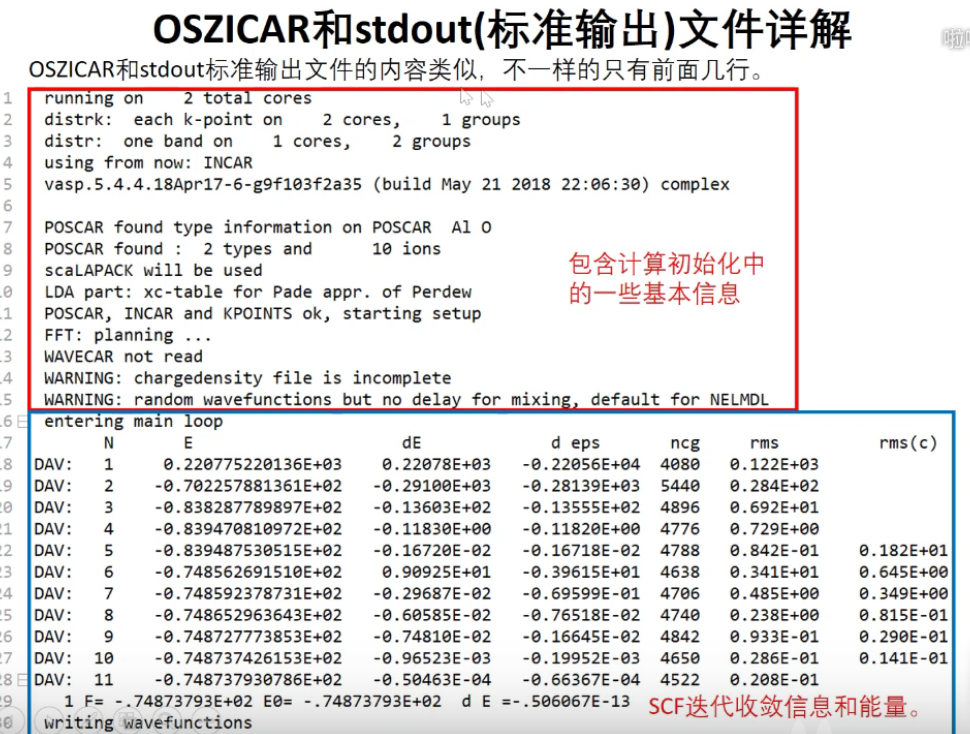 OSZICAR和stdout(标准输出)文件详解
OSZICAR和stdout标准输出文件的内容类似，不一样的只有前面几行。
1 running on 2 total cores
2 distrk: each k-point on 2 cores, 1 groups
3 distr: one band on 1 cores, 2 groups
4 using from now: INCAR
5 vasp.5.4.4.18Apr17-6-g9f103f2a35 (build May 21 2018 22:06:30) complex
6
7 POSCAR found type information on POSCAR Al O
8 POSCAR found : 2 types and 10 ions
9 scaLAPACK will be used
0 LDA part: xc-table for Pade appr. of Perdew
1 POSCAR, INCAR and KPOINTS ok, starting setup
2 FFT: planning ...
3 WAVECAR not read
4 WARNING: chargedensity file is incomplete
5 WARNING: random wavefunctions but no delay for mixing, default for NELMDL
包含计算初始化中
的一些基本信息
16 entering main loop
17 N E dE d eps ncg rms rms(c)
18 DAV: 1 0.220775220136E+03 0.22078E+03 -0.22056E+04 4080 0.122E+03
19 DAV: 2 -0.702257881361E+02 -0.29100E+03 -0.28139E+03 5440 0.284E+02
20 DAV: 3 -0.838287789897E+02 -0.13603E+02 -0.13555E+02 4896 0.692E+01
21 DAV: 4 -0.839470810972E+02 -0.11830E+00 -0.11820E+00 4776 0.729E+00
22 DAV: 5 -0.839487530515E+02 -0.16720E-02 -0.16718E-02 4788 0.842E-01 0.182E+01
23 DAV: 6 -0.748562691510E+02 0.90925E+01 -0.39615E+01 4638 0.341E+01 0.645E+00
24 DAV: 7 -0.748592378731E+02 -0.29687E-02 -0.69599E-01 4706 0.485E+00 0.349E+00
25 DAV: 8 -0.748652963643E+02 -0.60585E-02 -0.76518E-02 4740 0.238E+00 0.815E-01
26 DAV: 9 -0.748727773853E+02 -0.74810E-02 -0.16645E-02 4842 0.933E-01 0.290E-01
27 DAV: 10 -0.748737426153E+02 -0.96523E-03 -0.19952E-03 4650 0.286E-01 0.141E-01
28 DAV: 11 -0.748737930786E+02 -0.50463E-04 -0.66367E-04 4522 0.208E-01
29 1 F= -.74873793E+02 E0= -.74873793E+02 d E =-.506067E-13
writing wavefunctions
SCF迭代收敛信息和能量。